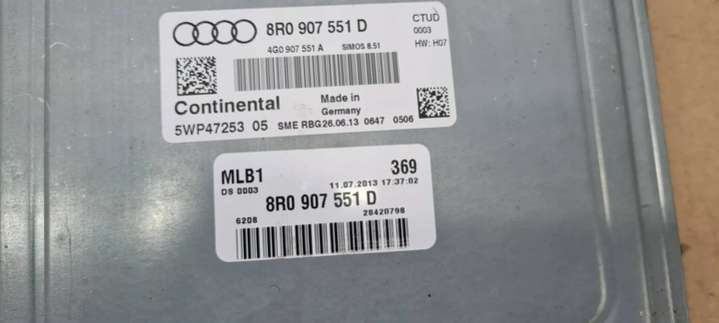 8R0 907 551 D
CTUD
0003
4G0 907 551 A SIMOS 8.51
HW: H07
Continental
Made in
Germany
5WP47253 05 SME RBG26.06.13 0647 0506
MLB1 369
DS 0003 11.07.2013 17:37:02
8R0 907 551 D
6208 28420798